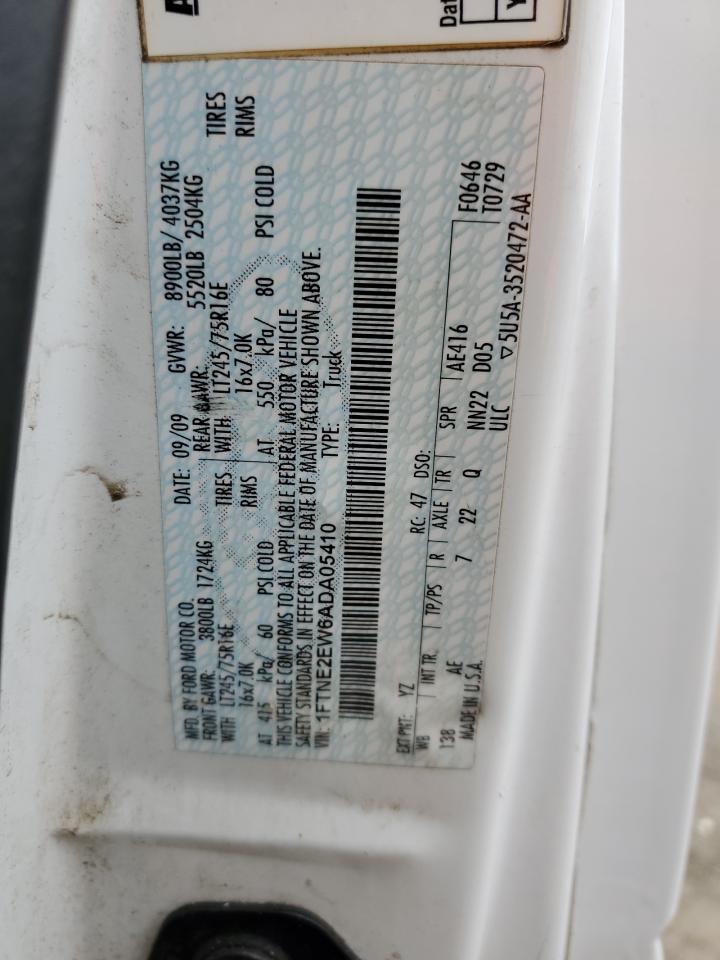 A
Dat
Y
MFD. BY FORD MOTOR CO. DATE: 09/09 GVWR: 8900LB/ 4037KG
FRONT GAWR: 3800LB 1724KG REAR GAWR: 5520LB 2504KG
WITH LT245/75R16E TIRES WITH LT245/75R16E TIRES
16x7.0K RIMS 16x7.0K RIMS
AT 415 kPa/ 60 PSI COLD AT 550 kPa/ 80 PSI COLD
THIS VEHICLE CONFORMS TO ALL APPLICABLE FEDERAL MOTOR VEHICLE
SAFETY STANDARDS IN EFFECT ON THE DATE OF MANUFACTURE SHOWN ABOVE.
VIN: 1FTNE2EW6ADA05410 TYPE: Truck
F0646
T0729
EXT PNT: YZ RC: 47 DSO:
WB INT TR. TP/PS R AXLE TR SPR AE416
138 AE 7 22 Q NN22 D05
MADE IN U.S.A. ULC ▽5U5A-3520472-AA